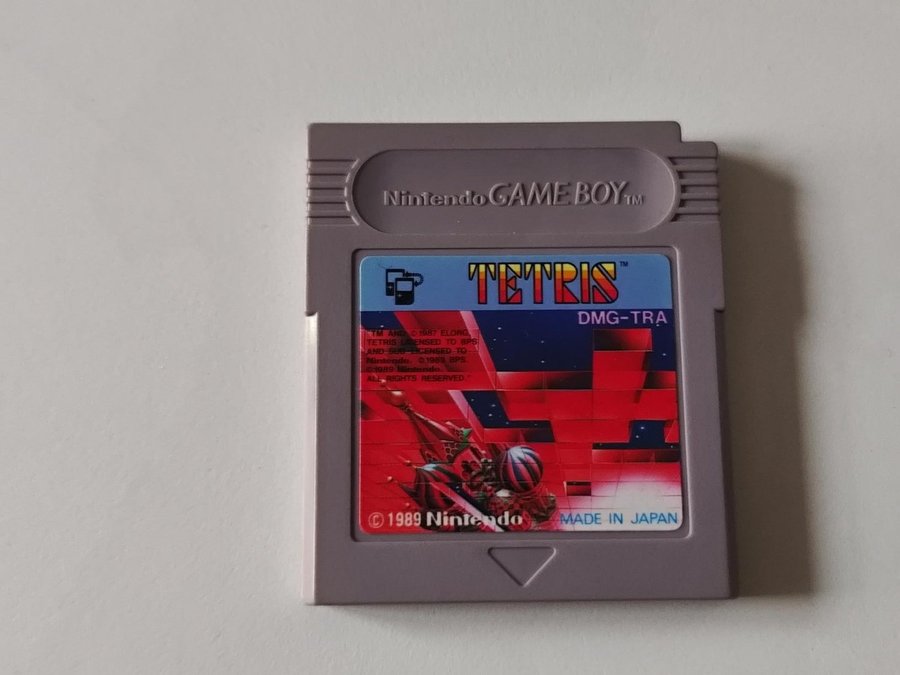 Nintendo GAME BOY TM
TETRIS™
DMG-TRA
"TM AND © 1987 ELORG,
TETRIS LICENSED TO BPS
AND SUB-LICENSED TO
Nintendo. © 1989 BPS
© 1989 Nintendo.
ALL RIGHTS RESERVED."
© 1989 Nintendo
MADE IN JAPAN